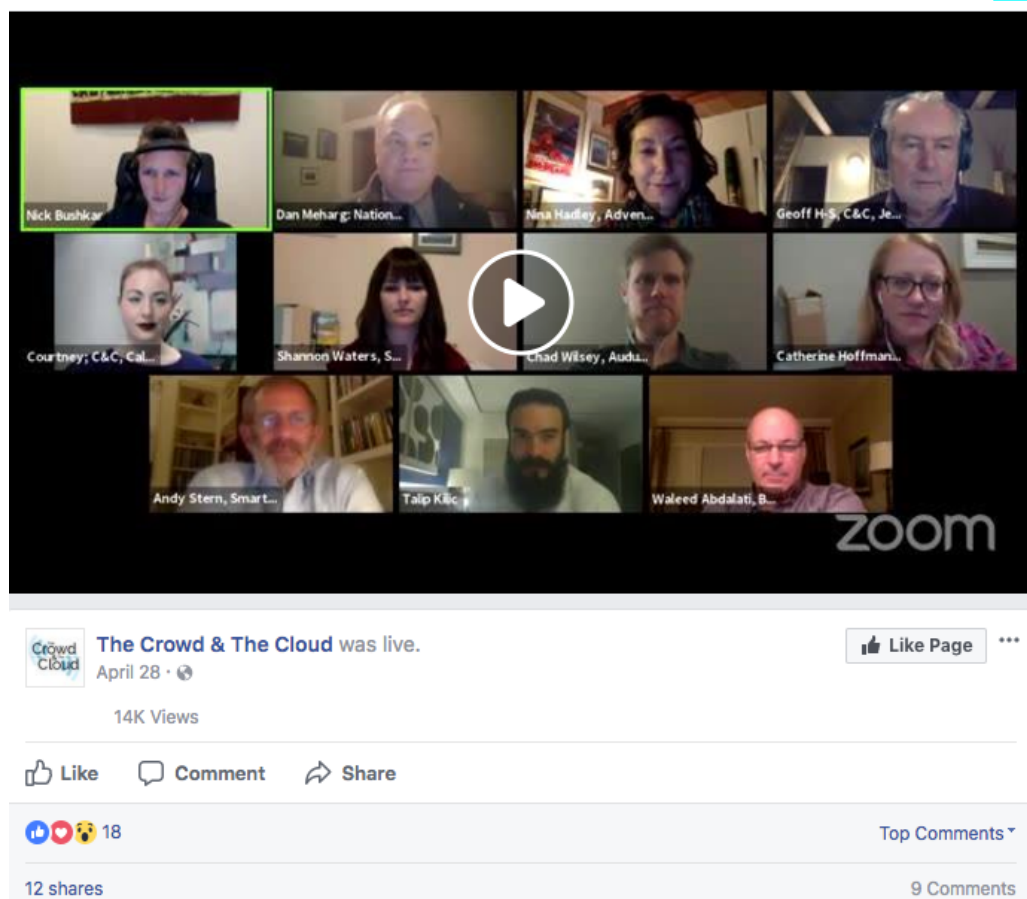 Nick Bushkar
Dan Meharg: Nation...
Nina Hadley, Adven...
Geoff H-S, C&C, Je...
Courtney; C&C, Cal...
Shannon Waters, S...
Chad Wilsey, Audu...
Catherine Hoffman...
Andy Stern, Smart...
Talip Kilic
Waleed Abdalati, B...
zoom
The Crowd & The Cloud was live.
Crowd
Cloud
Like Page
April 28
14K Views
Like Comment Share
18
Top Comments
12 shares
9 Comments